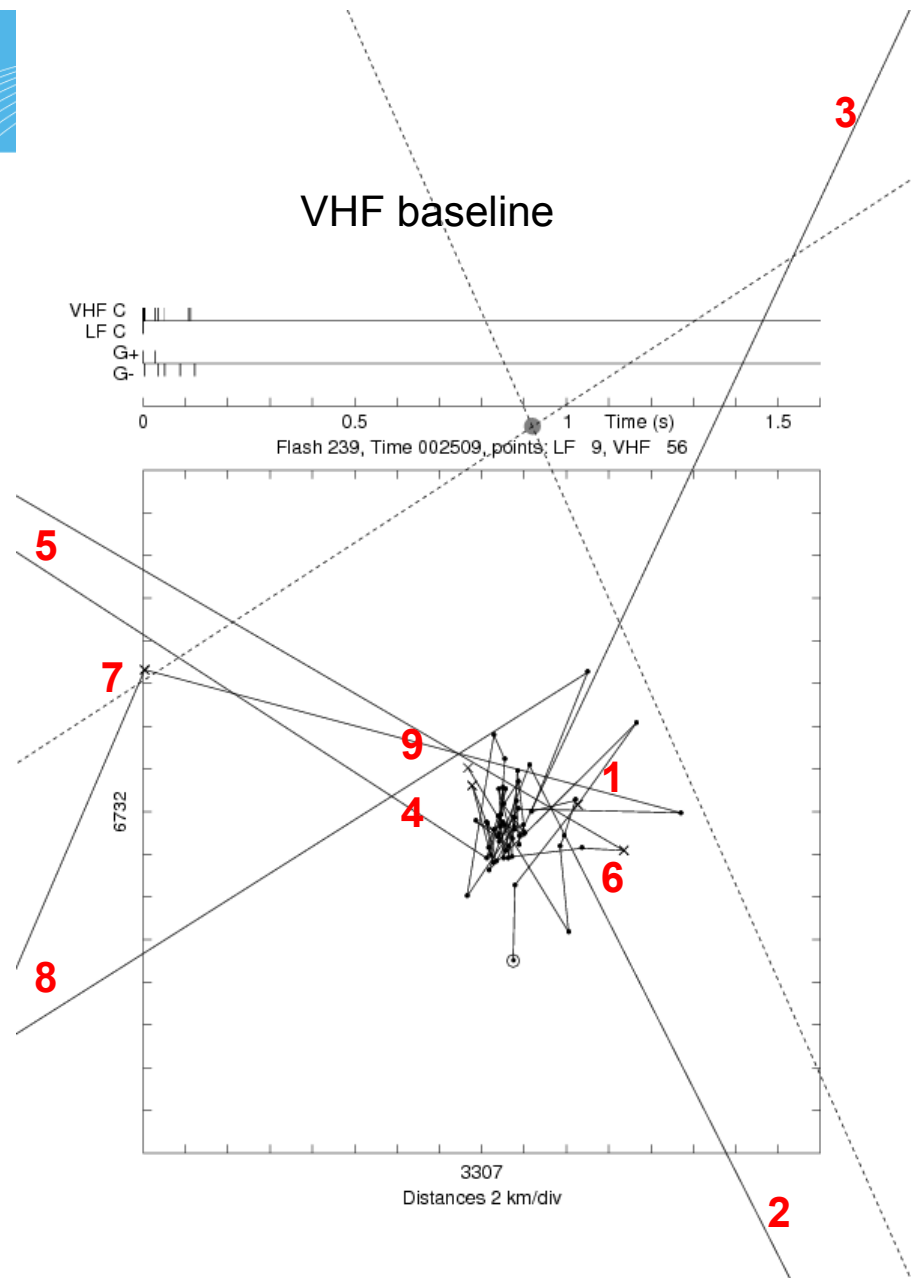 3
VHF baseline
VHF C
LF C
G+
G-
0 0.5 1 Time (s) 1.5
Flash 239, Time 002509, points: LF 9, VHF 56
5
7
9
1
4
6732
6
8
3307
Distances 2 km/div
2